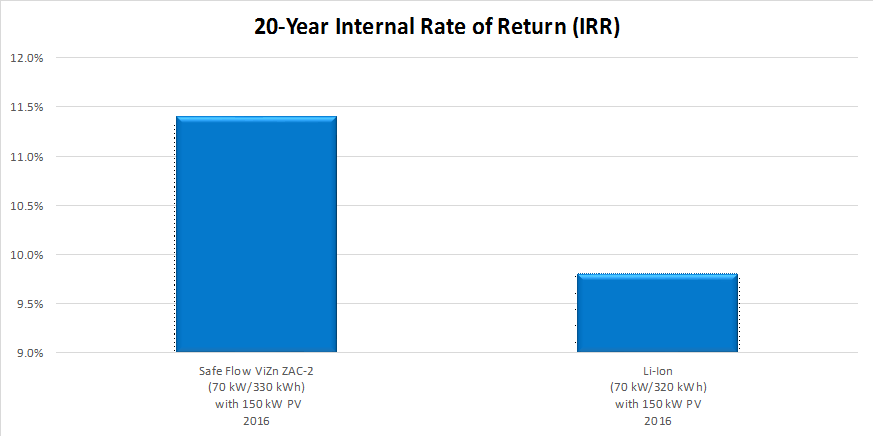 20-Year Internal Rate of Return (IRR)
12.0%
11.5%
11.0%
10.5%
10.0%
9.5%
9.0%
Safe Flow ViZn ZAC-2
(70 kW/330 kWh)
with 150 kW PV
2016
Li-Ion
(70 kW/320 kWh)
with 150 kW PV
2016